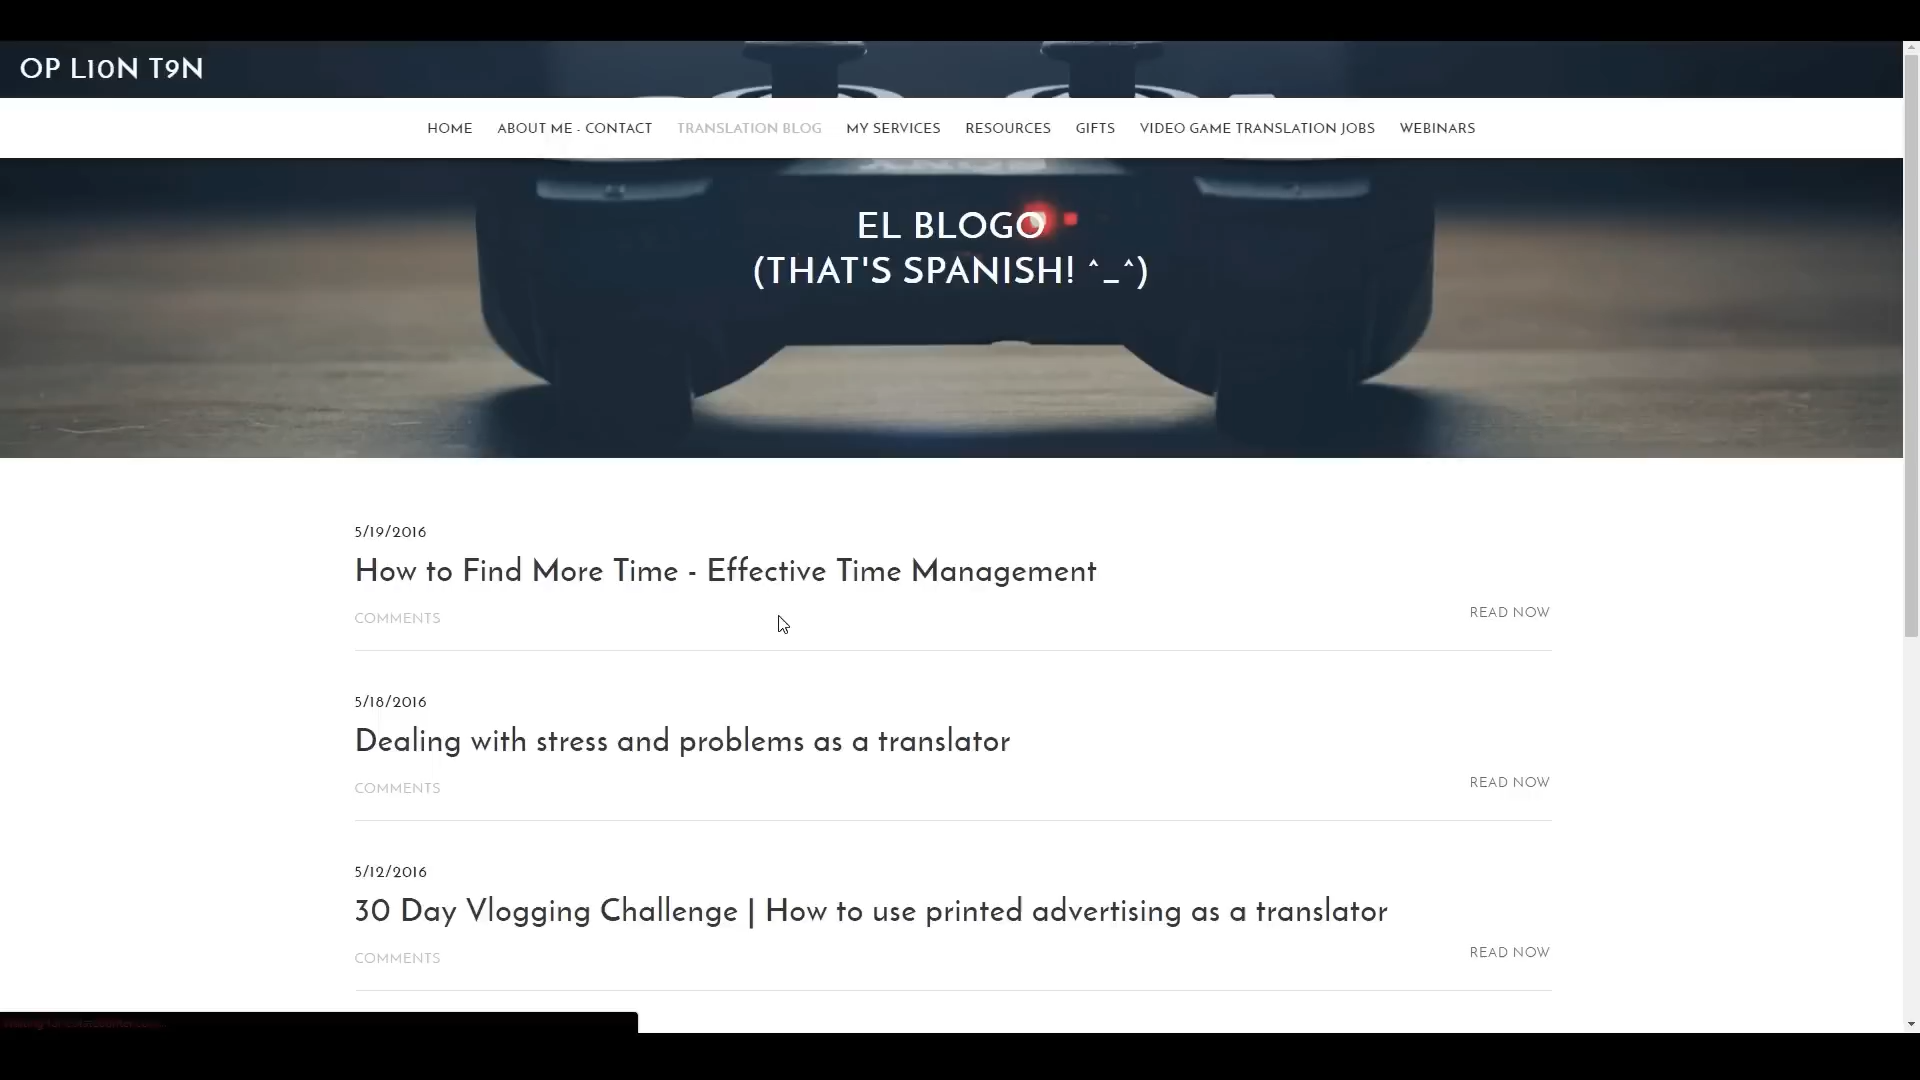 OP L10N T9N
HOME ABOUT ME - CONTACT TRANSLATION BLOG MY SERVICES RESOURCES GIFTS VIDEO GAME TRANSLATION JOBS WEBINARS
EL BLOGO
(THAT'S SPANISH! ^_^)
5/19/2016
How to Find More Time - Effective Time Management
COMMENTS
READ NOW
5/18/2016
Dealing with stress and problems as a translator
COMMENTS
READ NOW
5/12/2016
30 Day Vlogging Challenge | How to use printed advertising as a translator
COMMENTS
READ NOW